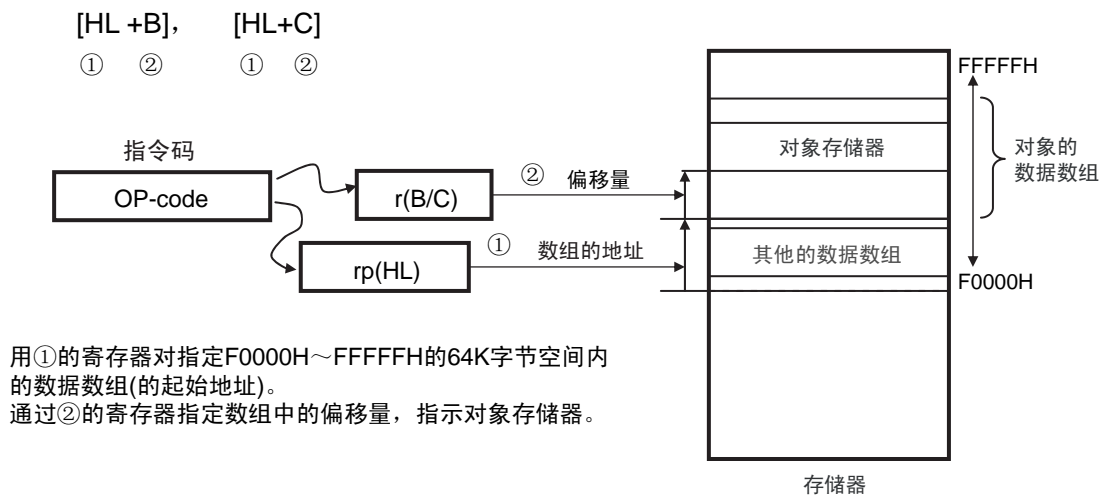 [HL +B]， [HL+C]
① ② ① ②
FFFFFH
指令码
OP-code
r(B/C)
② 偏移量
对象存储器
对象的
数据数组
rp(HL)
① 数组的地址
其他的数据数组
F0000H
用①的寄存器对指定F0000H～FFFFFH的64K字节空间内
的数据数组(的起始地址)。
通过②的寄存器指定数组中的偏移量，指示对象存储器。
存储器